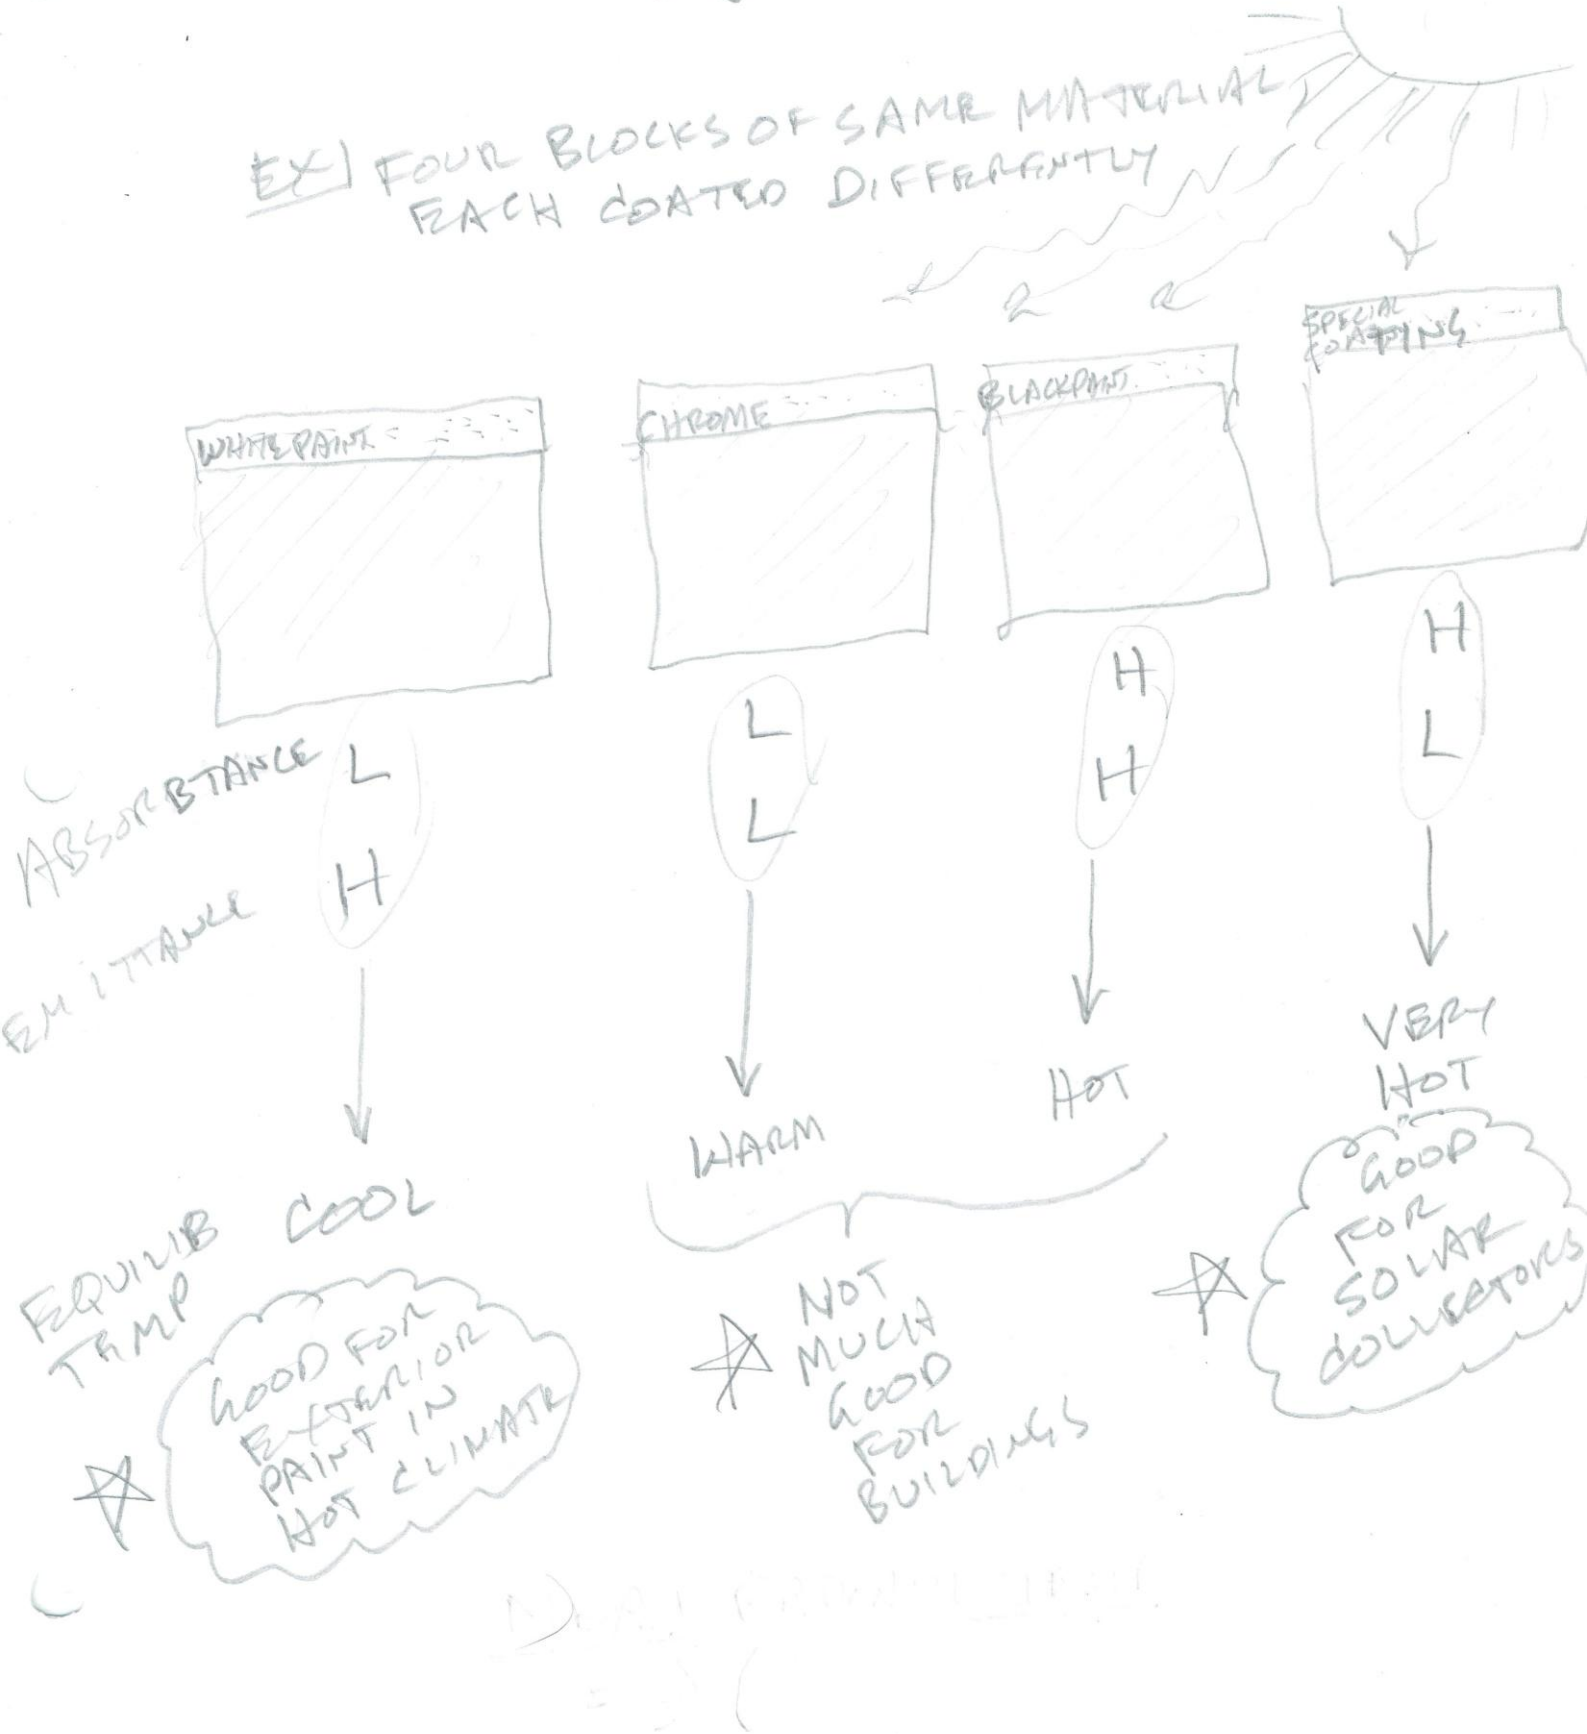 EX) FOUR BLOCKS OF SAME MATERIAL,
EACH COATED DIFFERENTLY
WHITE PAINT
CHROME
BLACK PAINT
SPECIAL
COATING
ABSORBTANCE L L H H
EMITTANCE H L H L
EQUILIB
TEMP
COOL
WARM
HOT
VERY
HOT
GOOD FOR
EXTERIOR
PAINT IN
HOT CLIMATE
NOT
MUCH
GOOD
FOR
BUILDINGS
GOOD
FOR
SOLAR
COLLECTORS